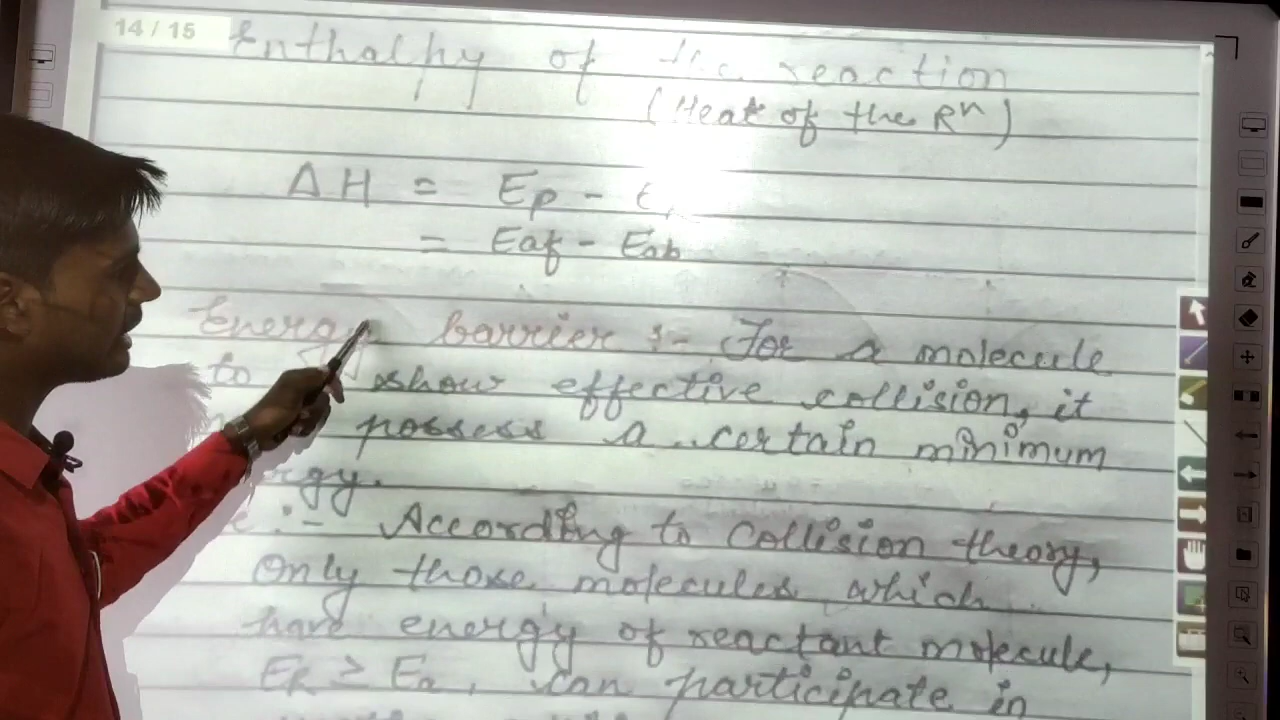 14 / 15
Enthalpy of the reaction
(Heat of the Rn)
ΔH = Ep -
= Eaf - Eab
Energy barrier :- For a molecule
to show effective collision, it
possess a certain minimum
rgy.
e :- According to Collision theory,
Only those molecules which
have energy of reactant molecule,
ER ≥ Ea, can participate in